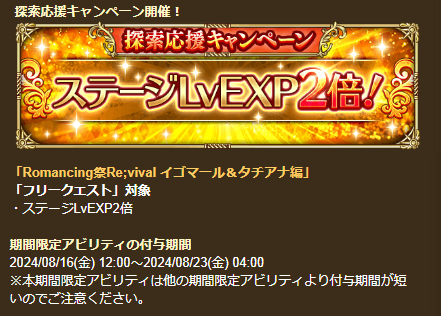 探索応援キャンペーン開催！
探索応援キャンペーン
ステージLvEXP2倍!
「Romancing祭Re;vival イゴマール＆タチアナ編」
「フリークエスト」対象
・ステージLvEXP2倍
期間限定アビリティの付与期間
2024/08/16(金) 12:00～2024/08/23(金) 04:00
※本期間限定アビリティは他の期間限定アビリティより付与期間が短
いのでご注意ください。